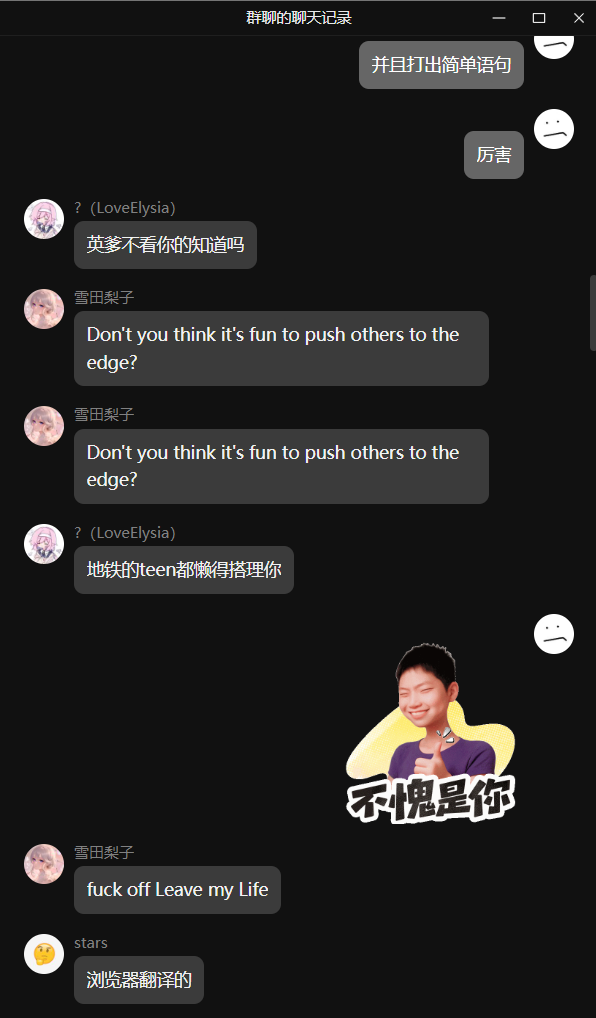 群聊的聊天记录
并且打出简单语句
厉害
?（LoveElysia）
英爹不看你的知道吗
雪田梨子
Don't you think it's fun to push others to the
edge?
雪田梨子
Don't you think it's fun to push others to the
edge?
?（LoveElysia）
地铁的teen都懒得搭理你
不愧是你
雪田梨子
fuck off Leave my Life
stars
浏览器翻译的